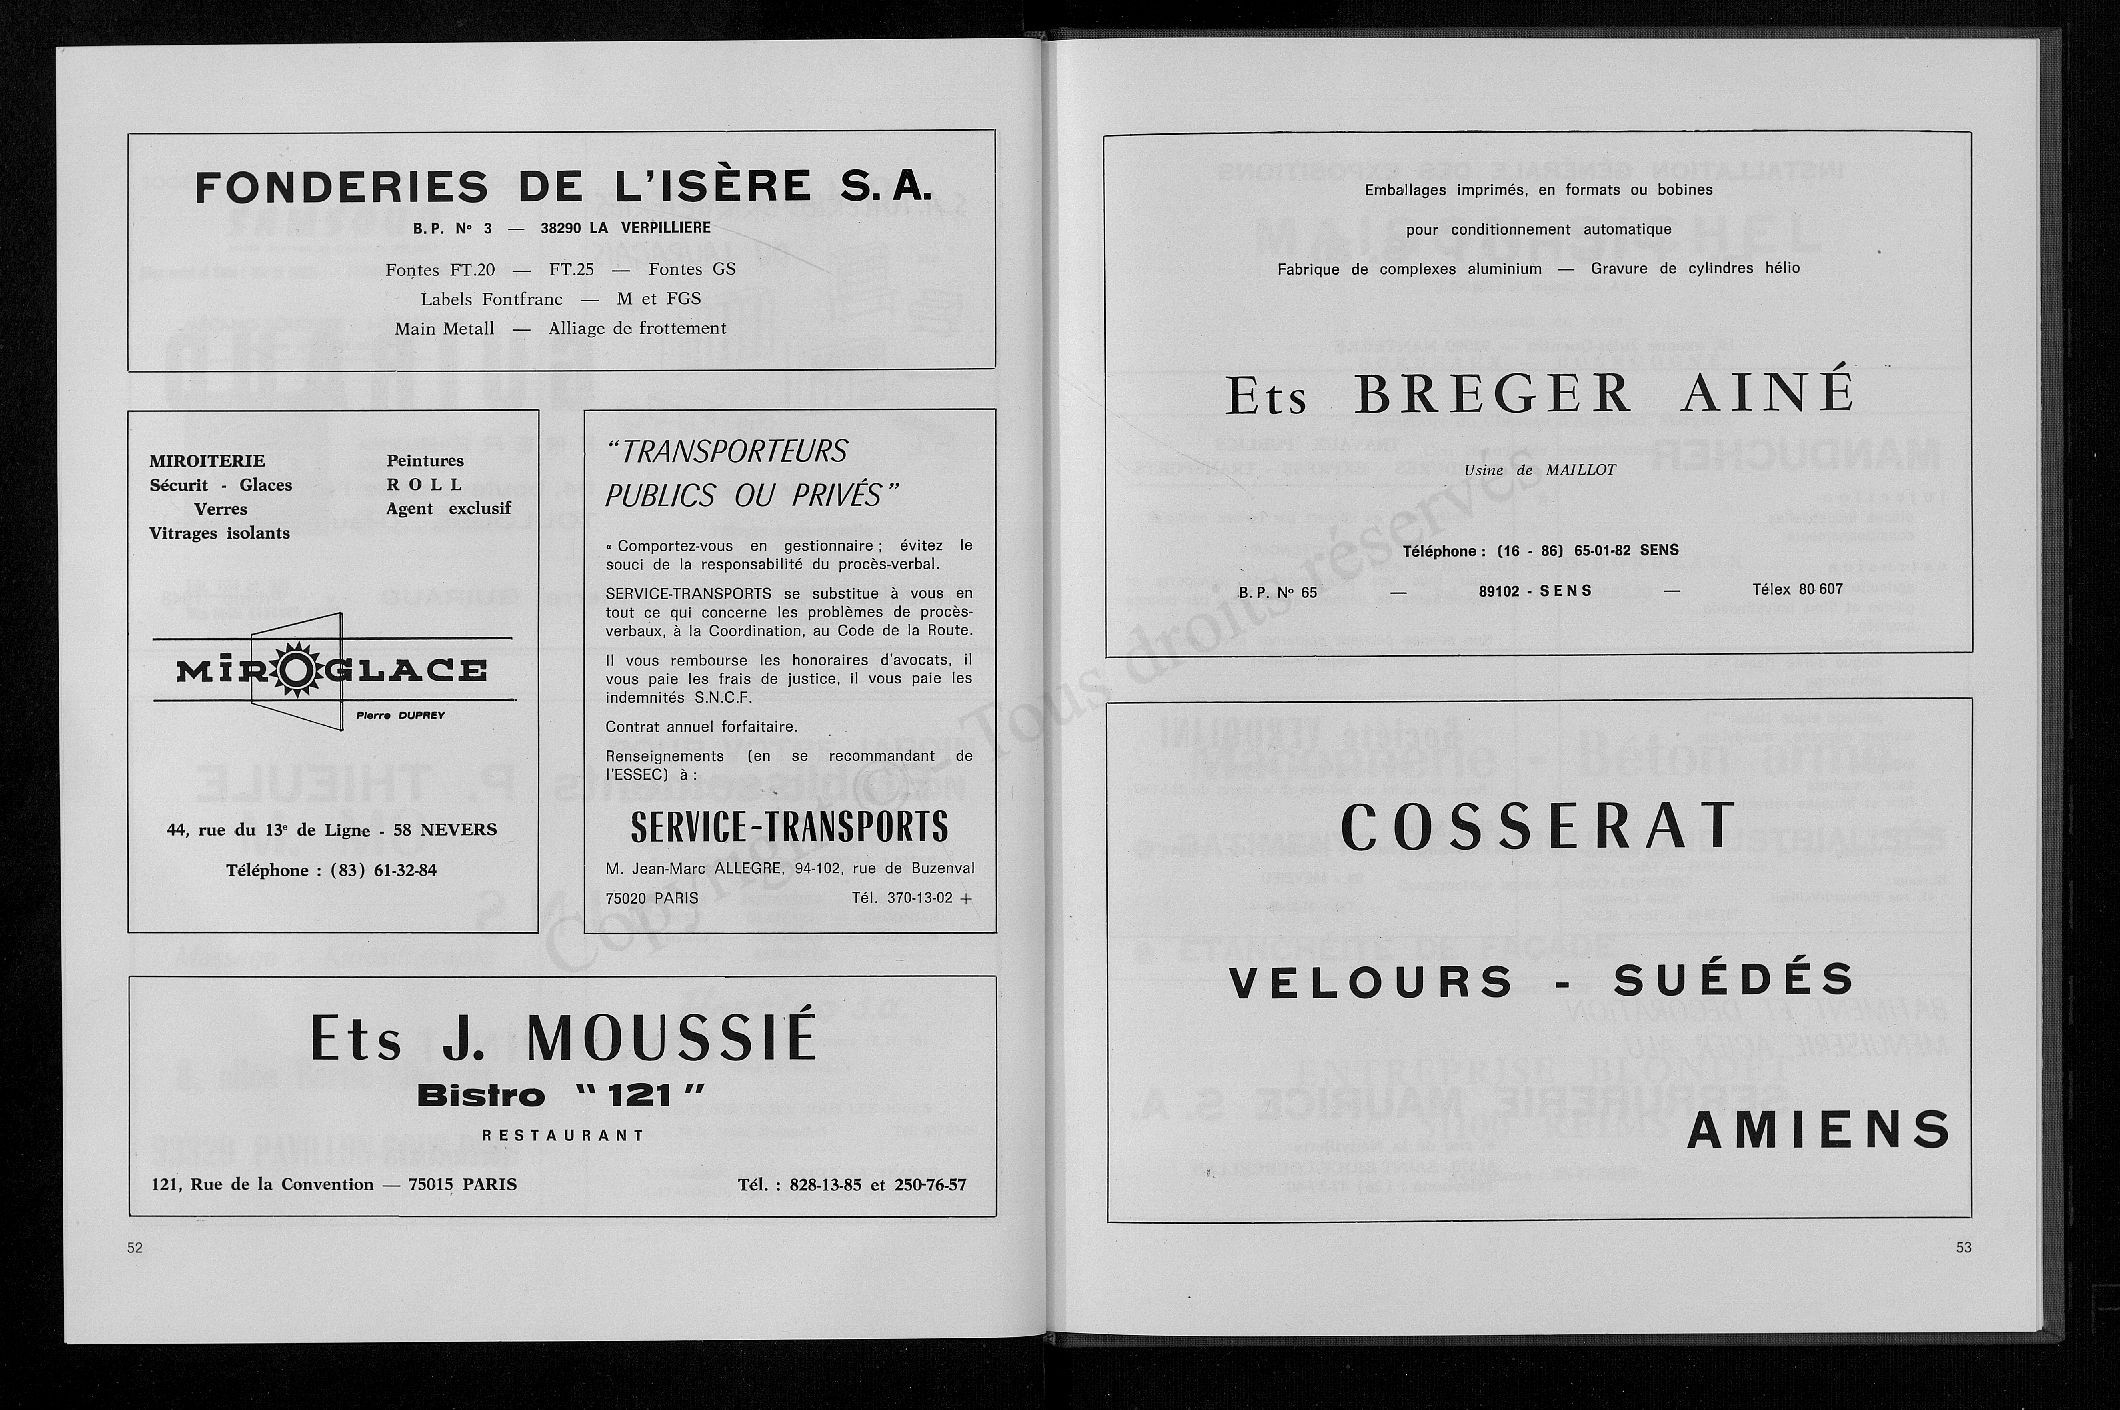 FONDERIES DE L'ISÈRE S.A.
B.P. Nº 3 — 38290 LA VERPILLIERE
Fontes FT.20 — FT.25 — Fontes GS
Labels Fontfranc — M et FGS
Main Metall — Alliage de frottement
MIROITERIE
Sécurit - Glaces
Verres
Vitrages isolants
Peintures
ROLL
Agent exclusif
MIROGLACE
Pierre DUPREY
44, rue du 13e de Ligne - 58 NEVERS
Téléphone : (83) 61-32-84
"TRANSPORTEURS
PUBLICS OU PRIVÉS"
« Comportez-vous en gestionnaire ; évitez le
souci de la responsabilité du procès-verbal.
SERVICE-TRANSPORTS se substitue à vous en
tout ce qui concerne les problèmes de procès-
verbaux, à la Coordination, au Code de la Route.
Il vous rembourse les honoraires d'avocats, il
vous paie les frais de justice, il vous paie les
indemnités S.N.C.F.
Contrat annuel forfaitaire.
Renseignements (en se recommandant de
l'ESSEC) à :
SERVICE-TRANSPORTS
M. Jean-Marc ALLEGRE, 94-102, rue de Buzenval
75020 PARIS Tél. 370-13-02 +
Ets J. MOUSSIÉ
Bistro "121"
RESTAURANT
121, Rue de la Convention — 75015 PARIS Tél. : 828-13-85 et 250-76-57
52
Emballages imprimés, en formats ou bobines
pour conditionnement automatique
Fabrique de complexes aluminium — Gravure de cylindres hélio
Ets BREGER AINÉ
Usine de MAILLOT
Téléphone : (16 - 86) 65-01-82 SENS
B.P. Nº 65 — 89102 - SENS — Télex 80 607
COSSERAT
VELOURS - SUÉDÉS
AMIENS
53
Copyright © - Tous droits réservés